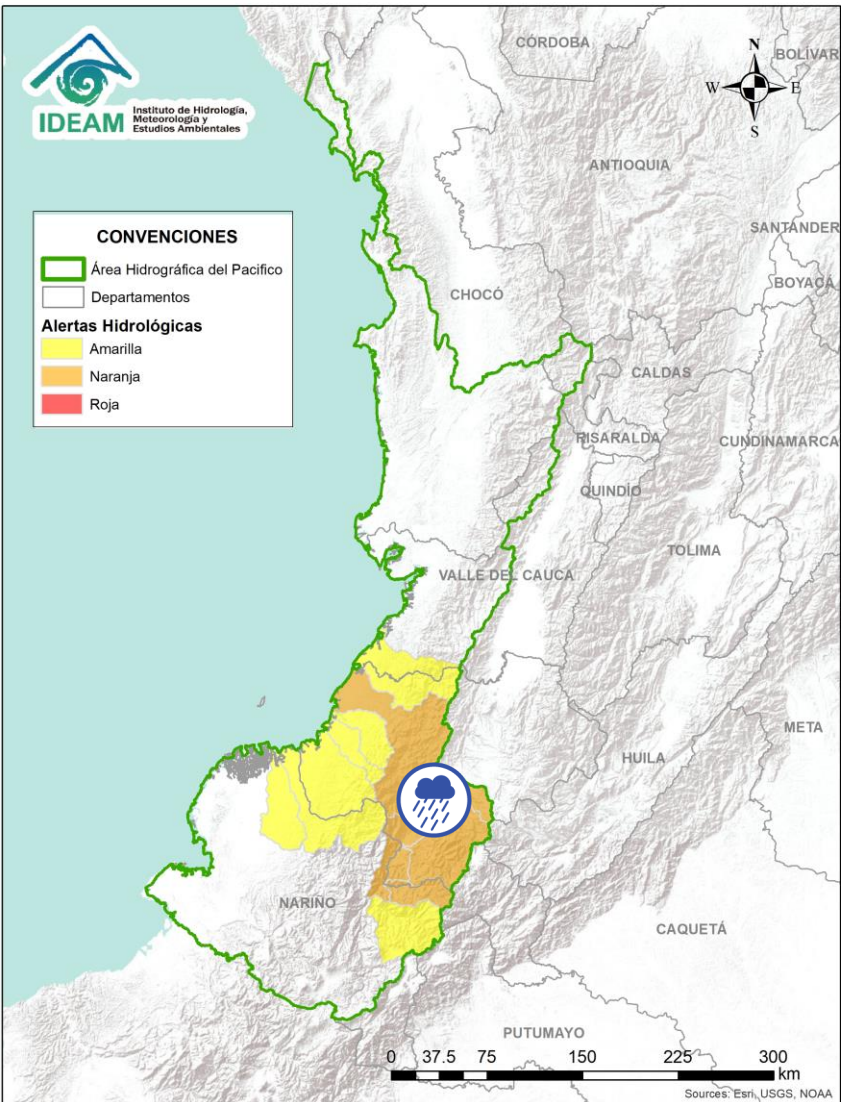 IDEAM
Instituto de Hidrología,
Meteorología y
Estudios Ambientales
N
W
E
S
CÓRDOBA
BOLÍVAR
ANTIOQUIA
SANTANDER
BOYACÁ
CONVENCIONES
Área Hidrográfica del Pacifico
Departamentos
Alertas Hidrológicas
Amarilla
Naranja
Roja
CHOCÓ
CALDAS
RISARALDA
CUNDINAMARCA
QUINDÍO
TOLIMA
VALLE DEL CAUCA
META
HUILA
NARIÑO
CAQUETÁ
PUTUMAYO
0 37.5 75 150 225 300
km
Sources: Esri, USGS, NOAA